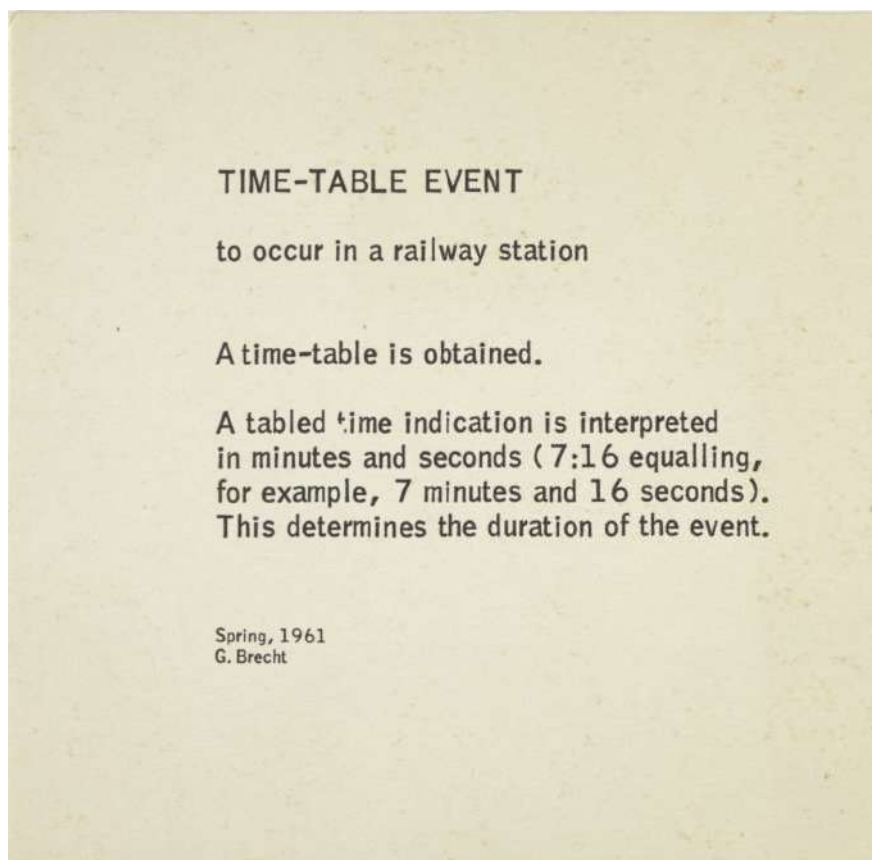 TIME-TABLE EVENT
to occur in a railway station
A time-table is obtained.
A tabled time indication is interpreted
in minutes and seconds (7:16 equalling,
for example, 7 minutes and 16 seconds).
This determines the duration of the event.
Spring, 1961
G. Brecht